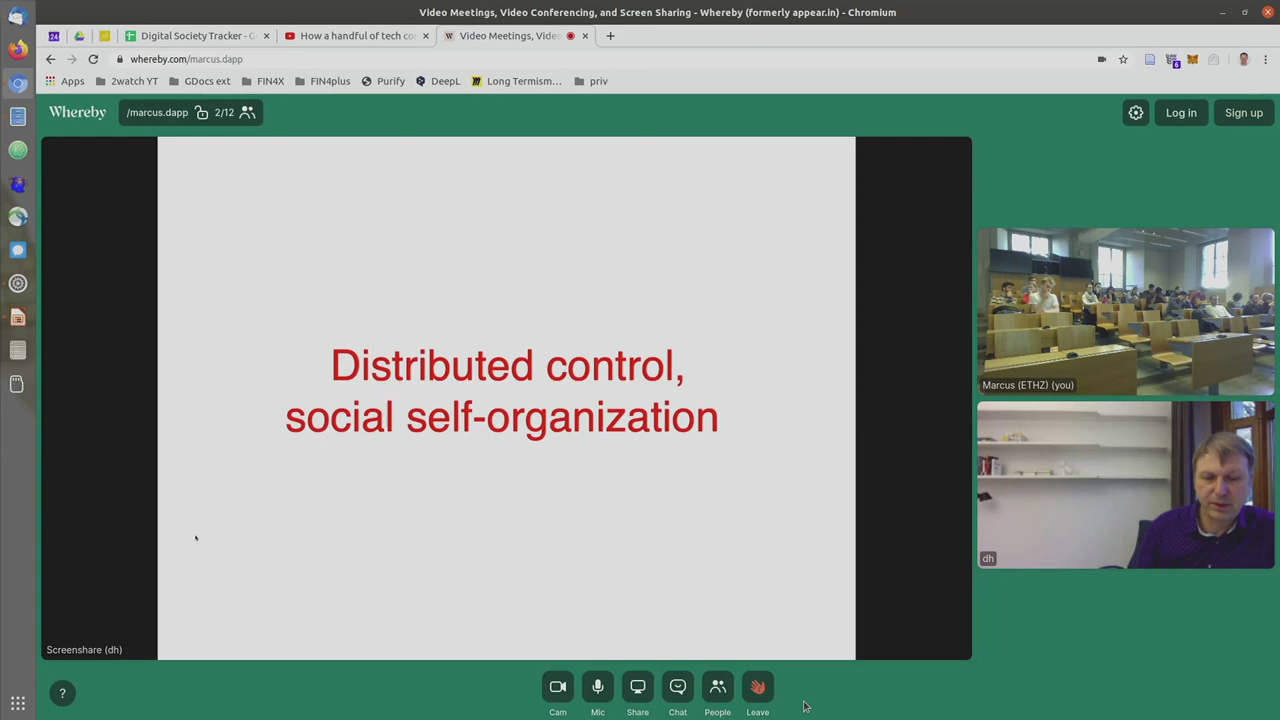 Video Meetings, Video Conferencing, and Screen Sharing - Whereby (formerly appear.in) - Chromium
24
Digital Society Tracker - G
How a handful of tech co
Video Meetings, Vide
whereby.com/marcus.dapp
6
Apps
2watch YT
GDocs ext
FIN4X
FIN4plus
Purify
DeepL
Long Termism…
priv
Whereby
/marcus.dapp
2/12
Log in
Sign up
Distributed control,
social self-organization
Marcus (ETHZ) (you)
dh
Screenshare (dh)
?
Cam
Mic
Share
Chat
People
Leave